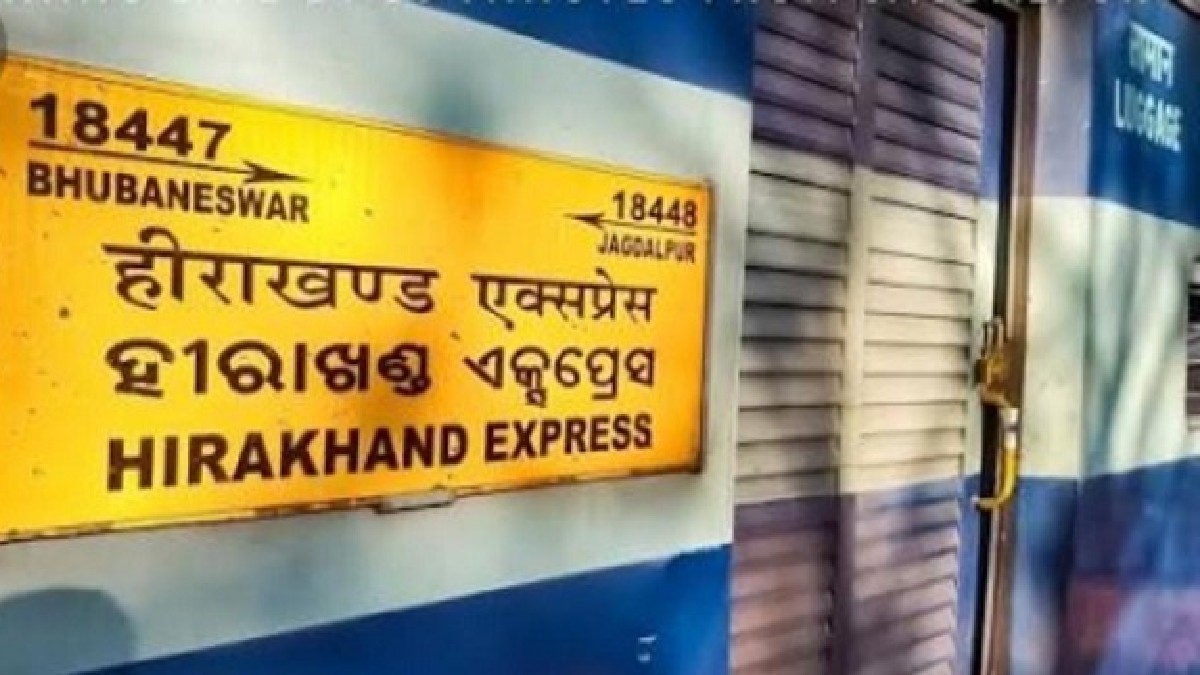 18447
BHUBANESWAR
18448
JAGDALPUR
हीराखण्ड एक्सप्रेस
ହୀରାଖଣ୍ଡ ଏକ୍ସପ୍ରେସ
HIRAKHAND EXPRESS
सामान
LUGGAGE